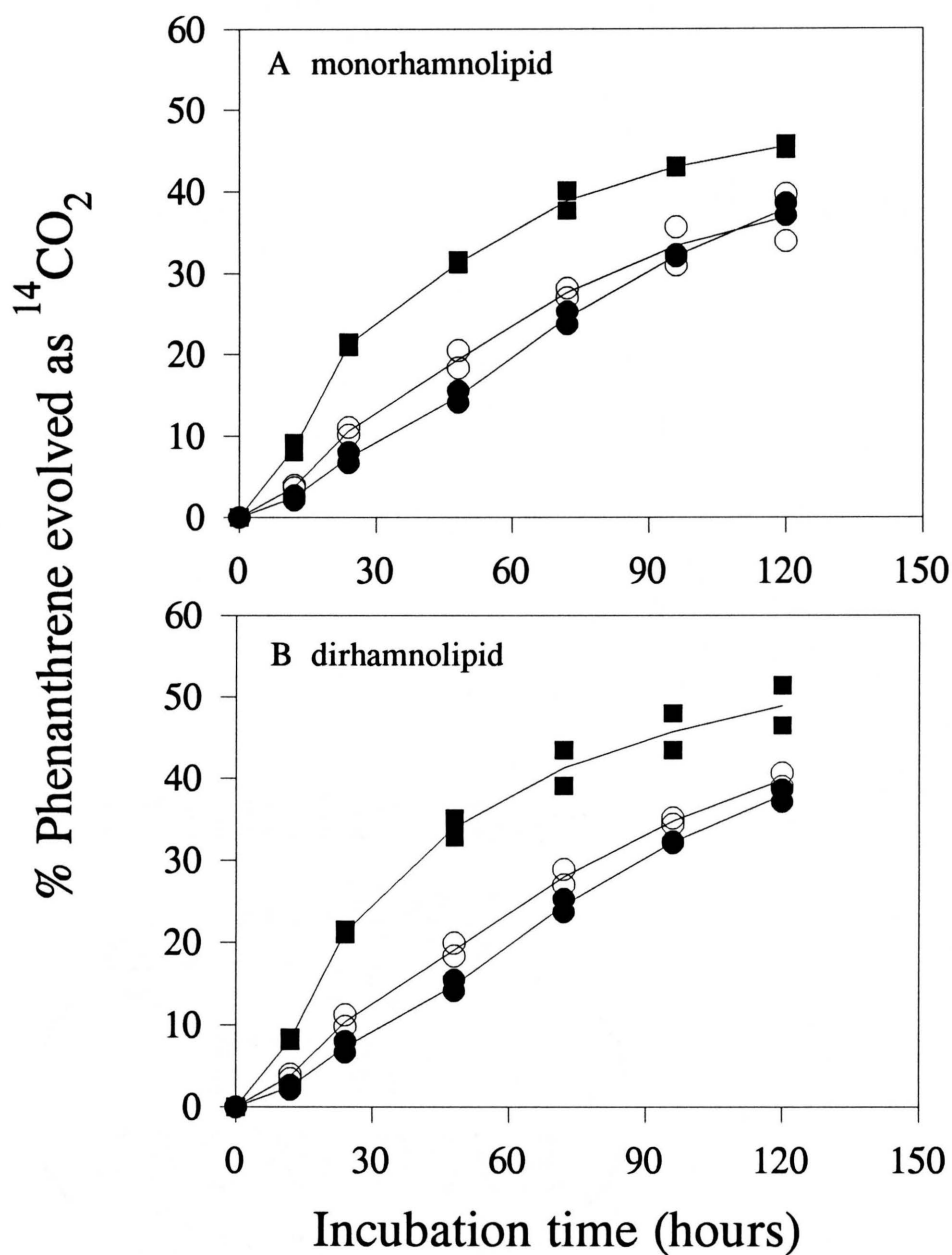 % Phenanthrene evolved as ¹⁴CO₂
A monorhamnolipid
60
50
40
30
20
10
0
0 30 60 90 120 150
B dirhamnolipid
60
50
40
30
20
10
0
0 30 60 90 120 150
Incubation time (hours)